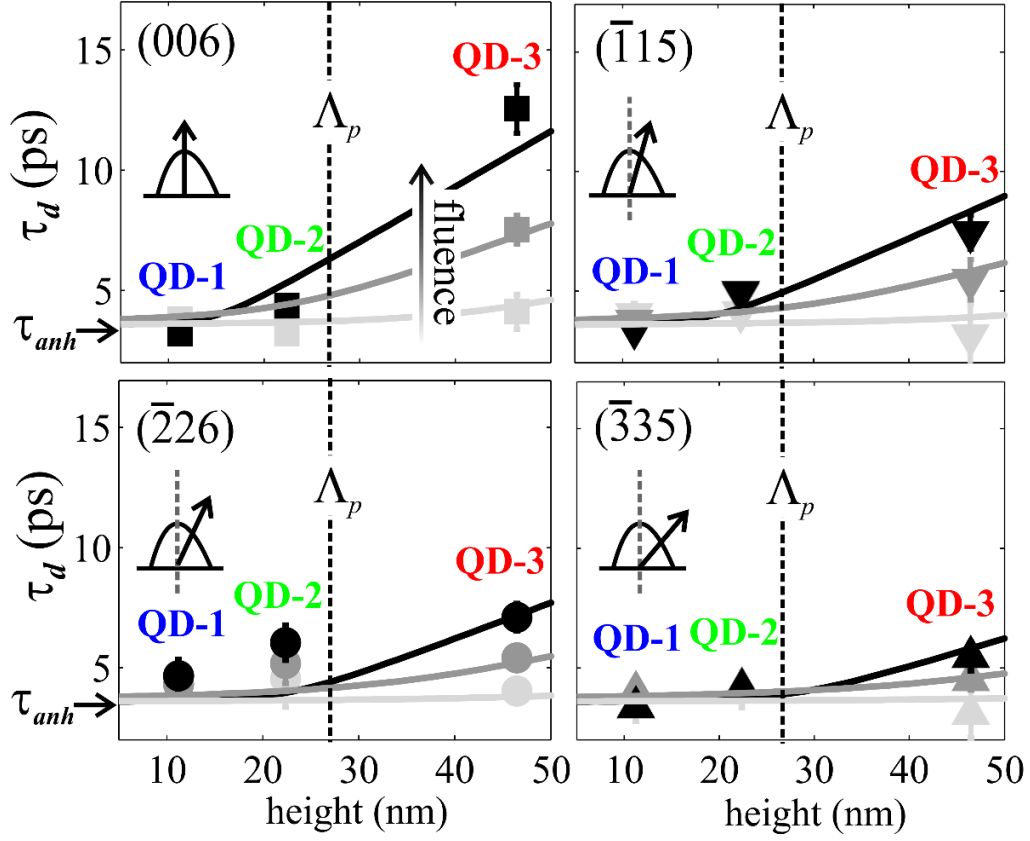 (006)
QD-3
Λp
fluence
QD-2
QD-1
15
10
5
τd (ps)
τanh
(1̅15)
QD-3
Λp
QD-2
QD-1
(2̅26)
QD-3
Λp
QD-2
QD-1
15
10
5
τd (ps)
τanh
10 20 30 40 50
height (nm)
(3̅35)
QD-3
Λp
QD-1 QD-2
10 20 30 40 50
height (nm)